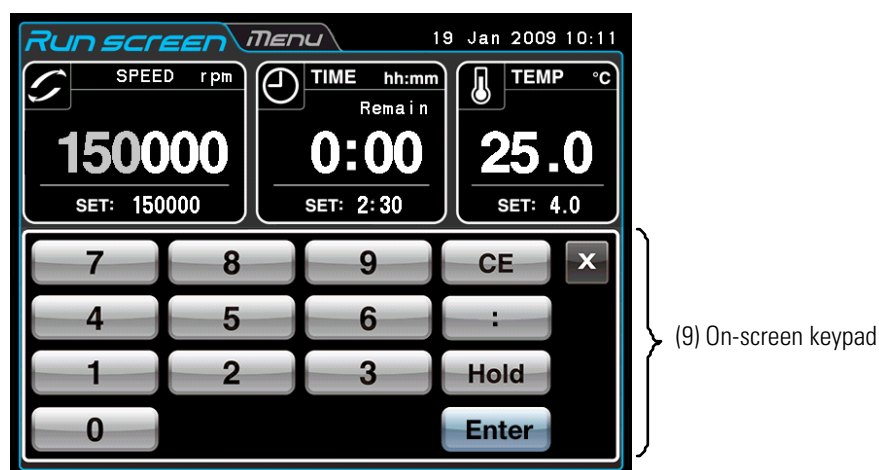 Run screen Menu 19 Jan 2009 10:11
SPEED rpm TIME hh:mm TEMP °C
Remain
150000 0:00 25.0
SET: 150000 SET: 2:30 SET: 4.0
7 8 9 CE X
4 5 6 :
(9) On-screen keypad
1 2 3 Hold
0 Enter